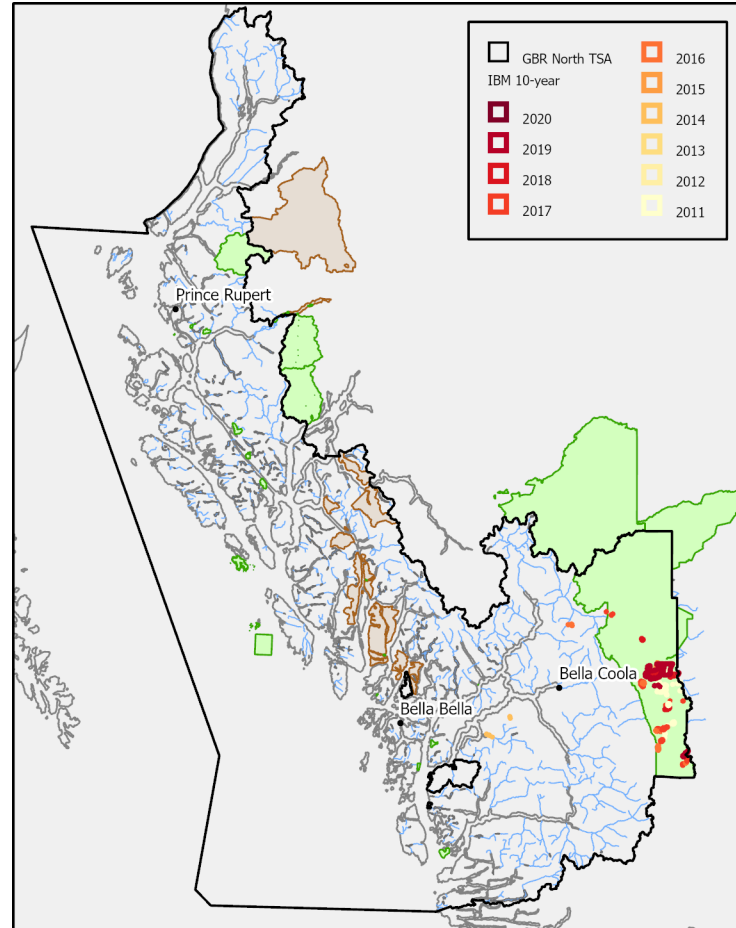 GBR North TSA
IBM 10-year
2020
2019
2018
2017
2016
2015
2014
2013
2012
2011
Prince Rupert
Bella Coola
Bella Bella